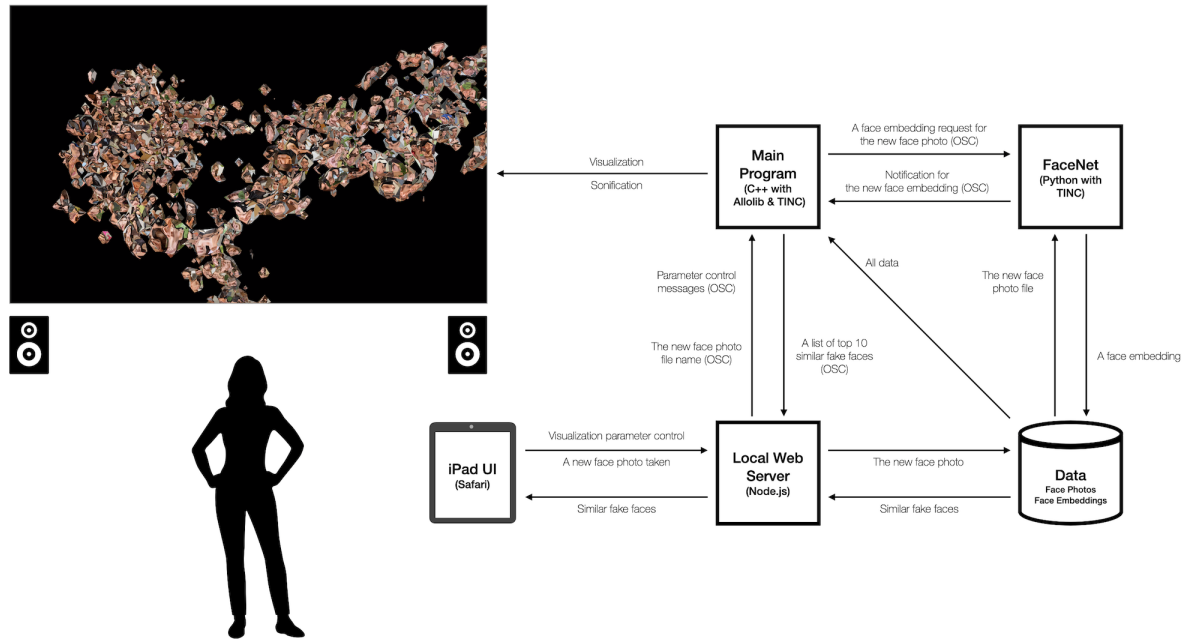 A face embedding request for
the new face photo (OSC)
Main
Program
(C++ with
Allolib & TINC)
FaceNet
(Python with
TINC)
Visualization
Sonification
Notification for
the new face embedding (OSC)
Parameter control
messages (OSC)
All data
The new face
photo file
The new face photo
file name (OSC)
A list of top 10
similar fake faces
(OSC)
A face embedding
iPad UI
(Safari)
Visualization parameter control
A new face photo taken
Similar fake faces
Local Web
Server
(Node.js)
The new face photo
Similar fake faces
Data
Face Photos
Face Embeddings